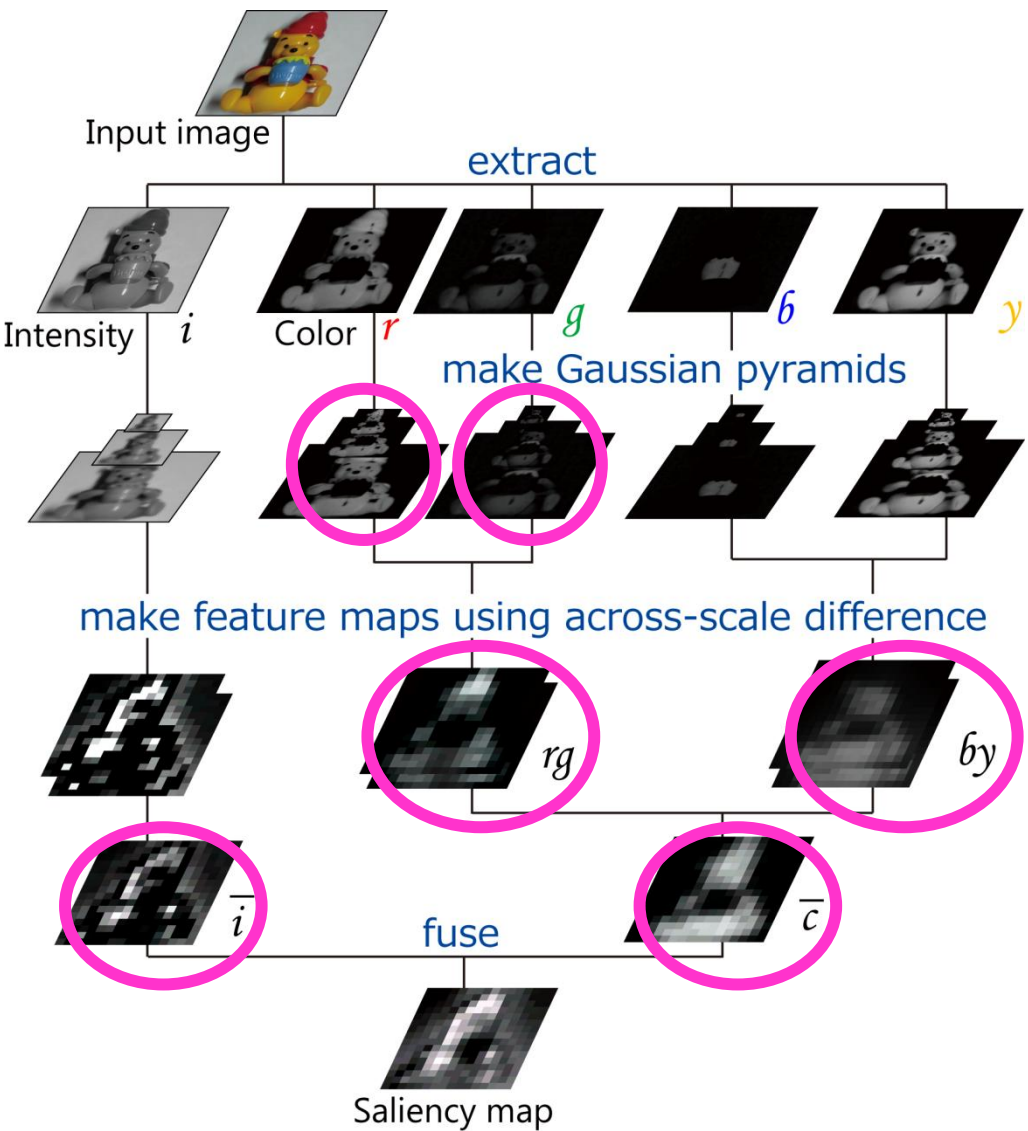 Input image
extract
Intensity i
Color r
g
b
y
make Gaussian pyramids
make feature maps using across-scale difference
rg
by
i̅
c̅
fuse
Saliency map